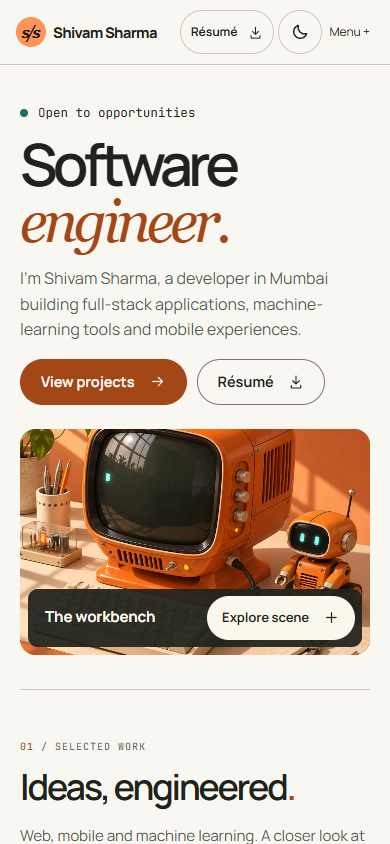 s/s Shivam Sharma Résumé Menu +
Open to opportunities
Software
engineer.
I'm Shivam Sharma, a developer in Mumbai
building full-stack applications, machine-
learning tools and mobile experiences.
View projects → Résumé
The workbench Explore scene +
01 / SELECTED WORK
Ideas, engineered.
Web, mobile and machine learning. A closer look at